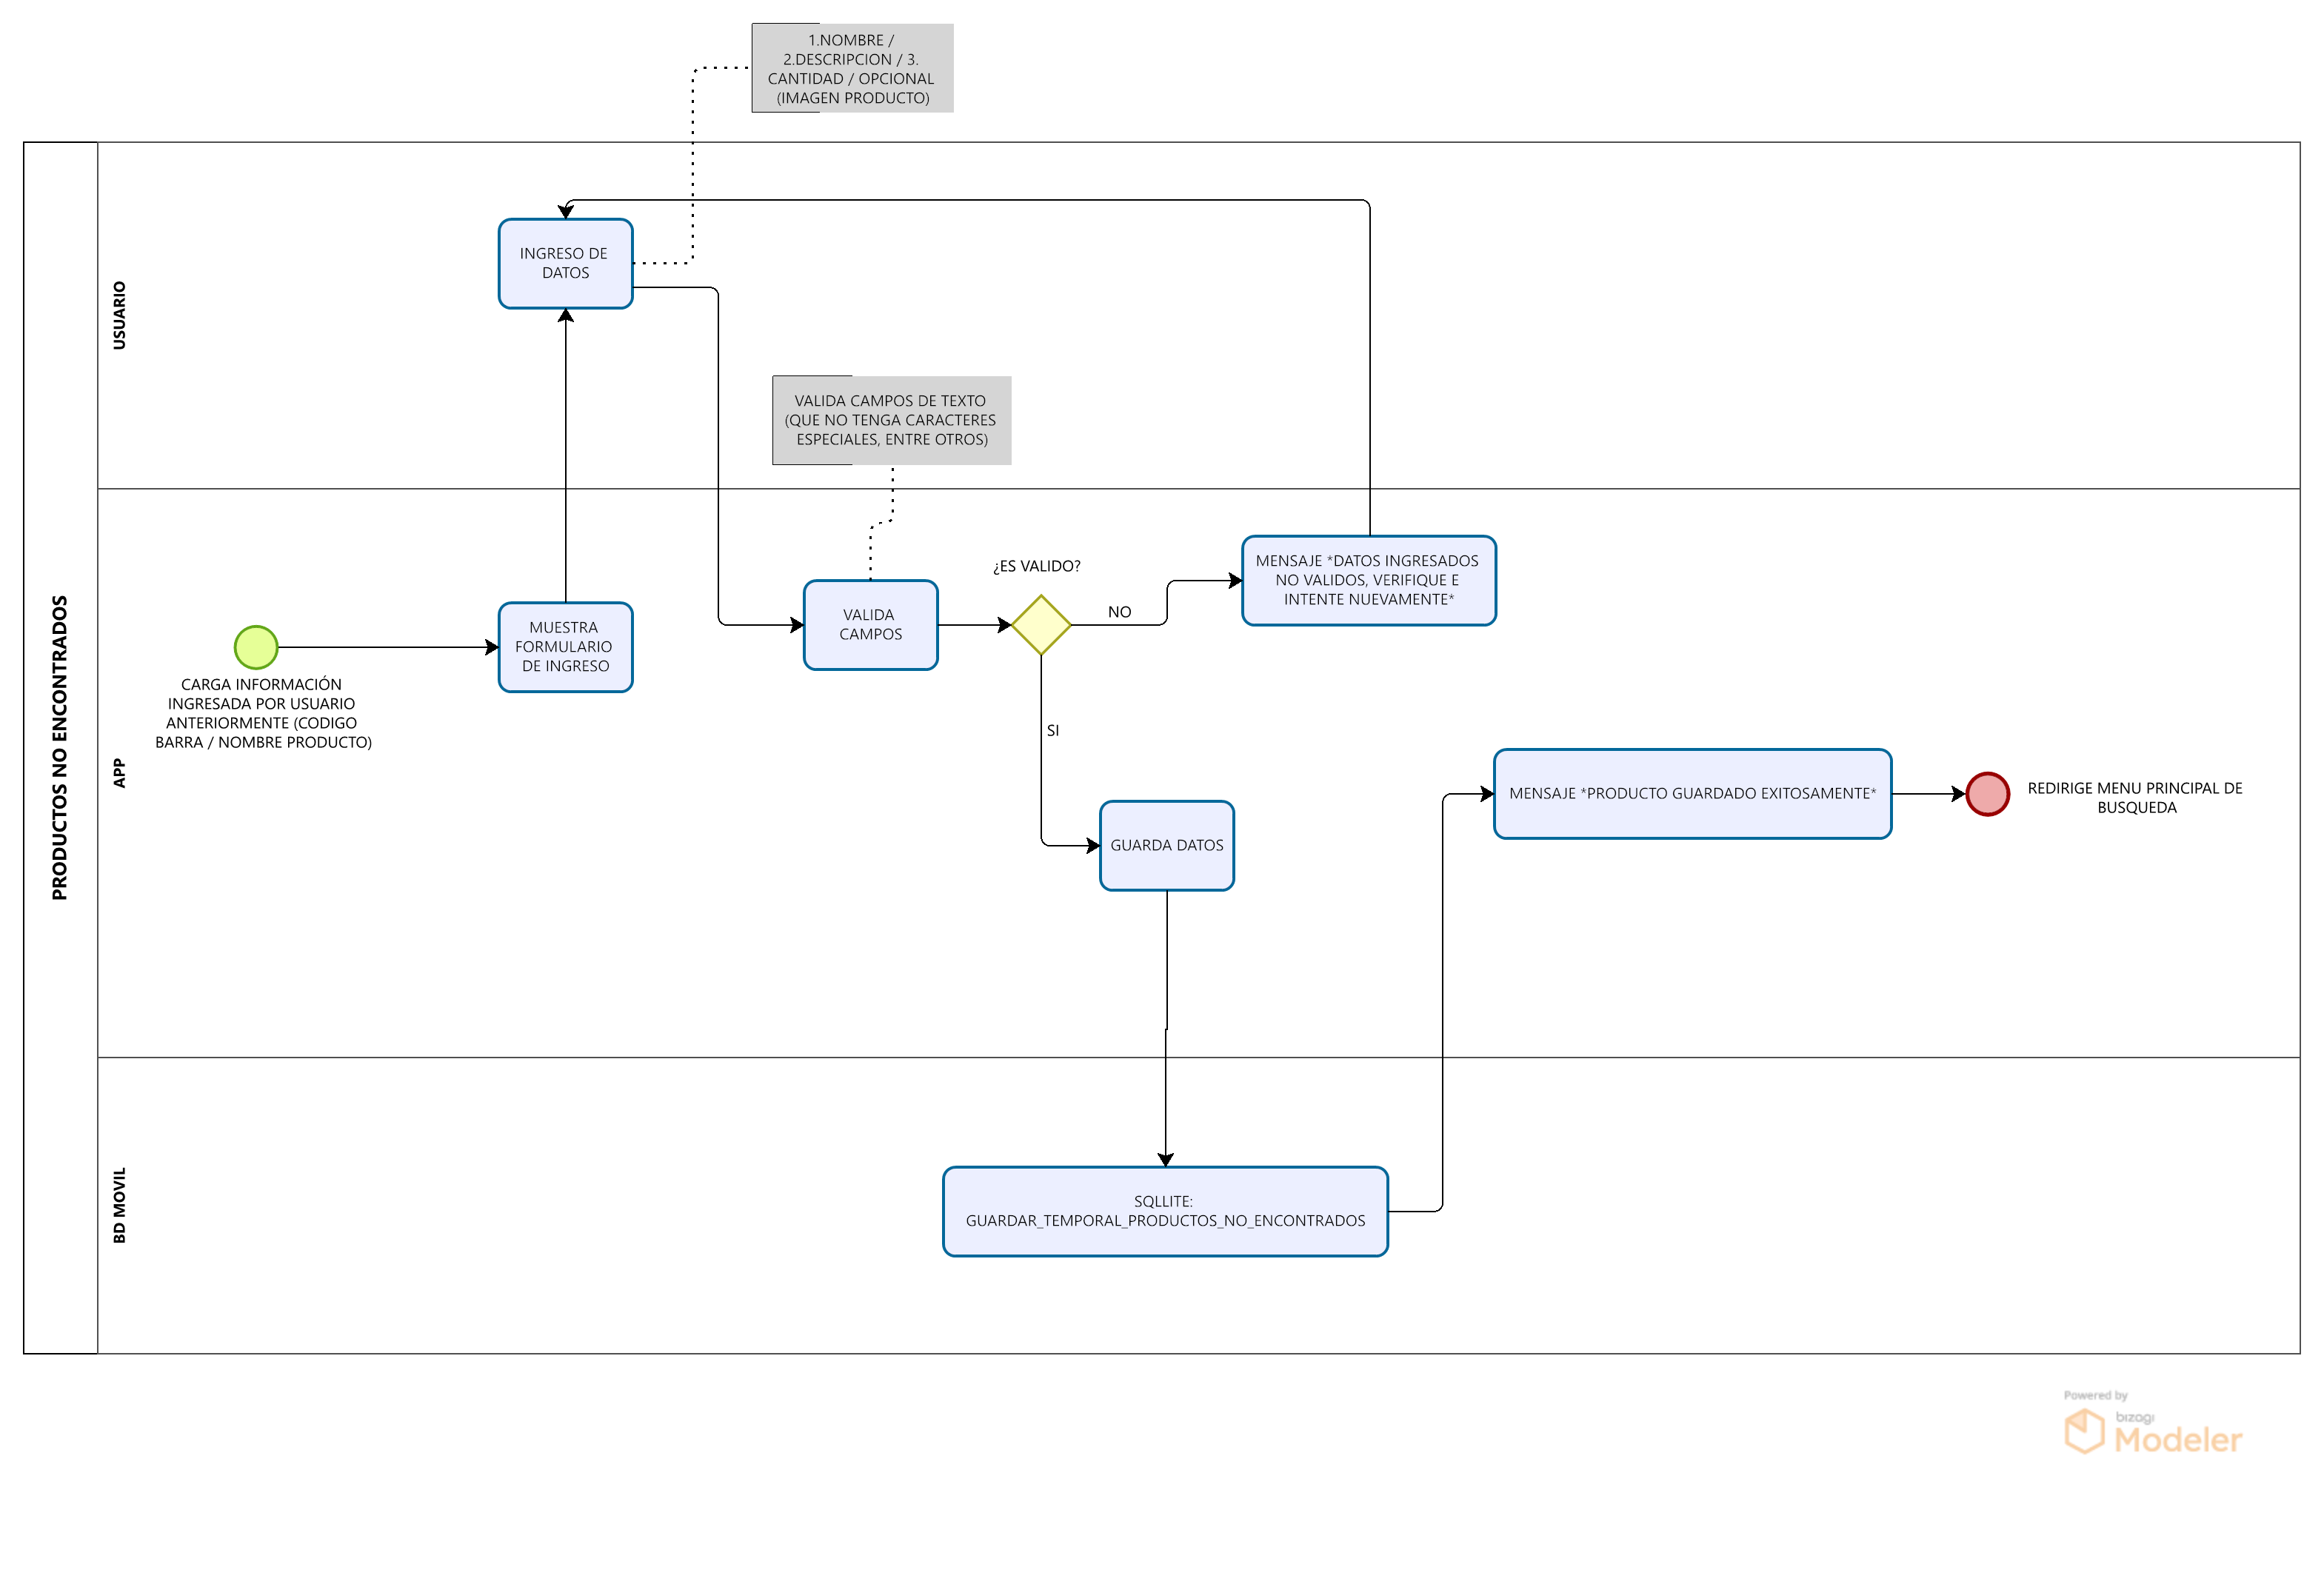 1.NOMBRE /
2.DESCRIPCION / 3.
CANTIDAD / OPCIONAL
(IMAGEN PRODUCTO)
PRODUCTOS NO ENCONTRADOS
USUARIO
INGRESO DE
DATOS
VALIDA CAMPOS DE TEXTO
(QUE NO TENGA CARACTERES
ESPECIALES, ENTRE OTROS)
APP
CARGA INFORMACIÓN
INGRESADA POR USUARIO
ANTERIORMENTE (CODIGO
BARRA / NOMBRE PRODUCTO)
MUESTRA
FORMULARIO
DE INGRESO
VALIDA
CAMPOS
¿ES VALIDO?
NO
MENSAJE *DATOS INGRESADOS
NO VALIDOS, VERIFIQUE E
INTENTE NUEVAMENTE*
SI
GUARDA DATOS
MENSAJE *PRODUCTO GUARDADO EXITOSAMENTE*
REDIRIGE MENU PRINCIPAL DE
BUSQUEDA
BD MOVIL
SQLLITE:
GUARDAR_TEMPORAL_PRODUCTOS_NO_ENCONTRADOS
Powered by
bizagi
Modeler